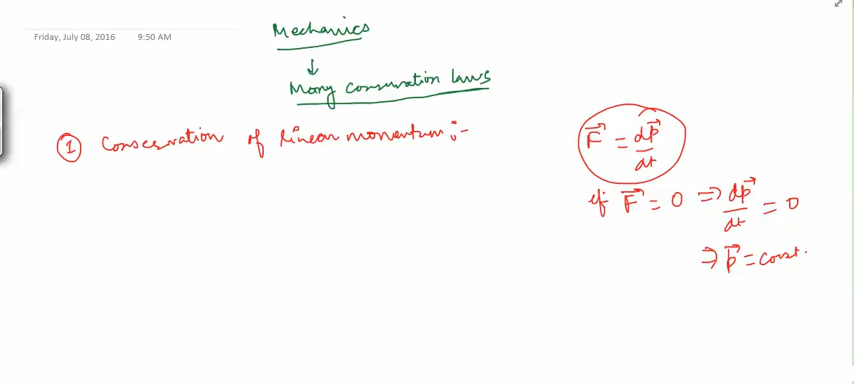 Friday, July 08, 2016 9:50 AM
Mechanics
↓
Many conservation laws
① Conservation of linear momentum :-
F⃗ = dp⃗/dt
if F⃗ = 0 ⇒ dp⃗/dt = 0
⇒ p⃗ = const.